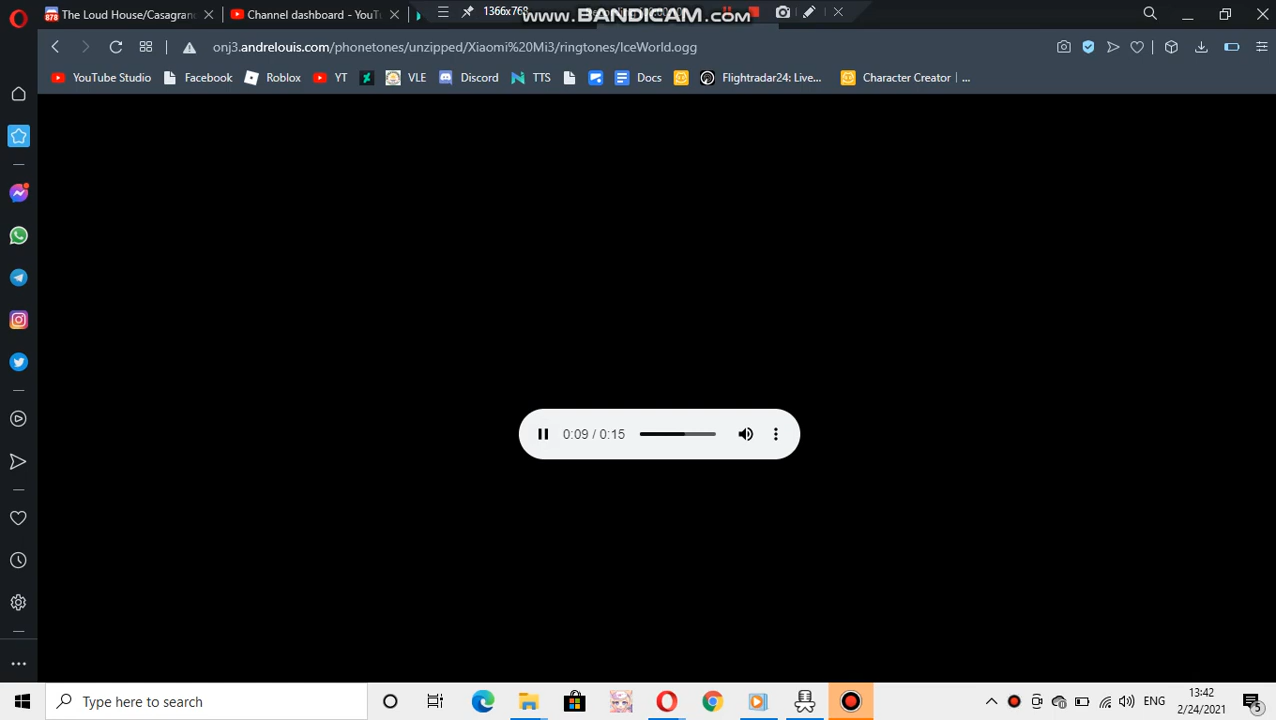 The Loud House/Casagran
Channel dashboard - YouT
1366x768
www.BANDICAM.com
onj3.andrelouis.com/phonetones/unzipped/Xiaomi%20Mi3/ringtones/IceWorld.ogg
YouTube Studio
Facebook
Roblox
YT
VLE
Discord
TTS
Docs
Flightradar24: Live...
Character Creator | ...
0:09 / 0:15
Type here to search
ENG
13:42
2/24/2021
5